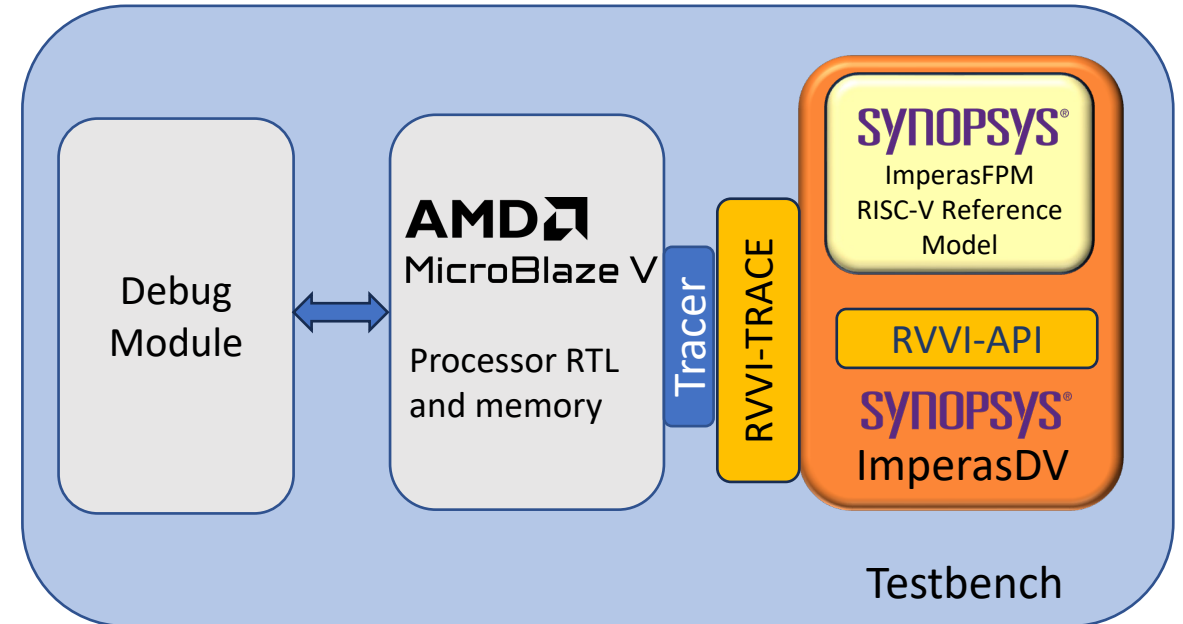 Debug
Module
AMD
MicroBlaze V
Processor RTL
and memory
Tracer
RVVI-TRACE
SYNOPSYS®
ImperasFPM
RISC-V Reference
Model
RVVI-API
SYNOPSYS®
ImperasDV
Testbench